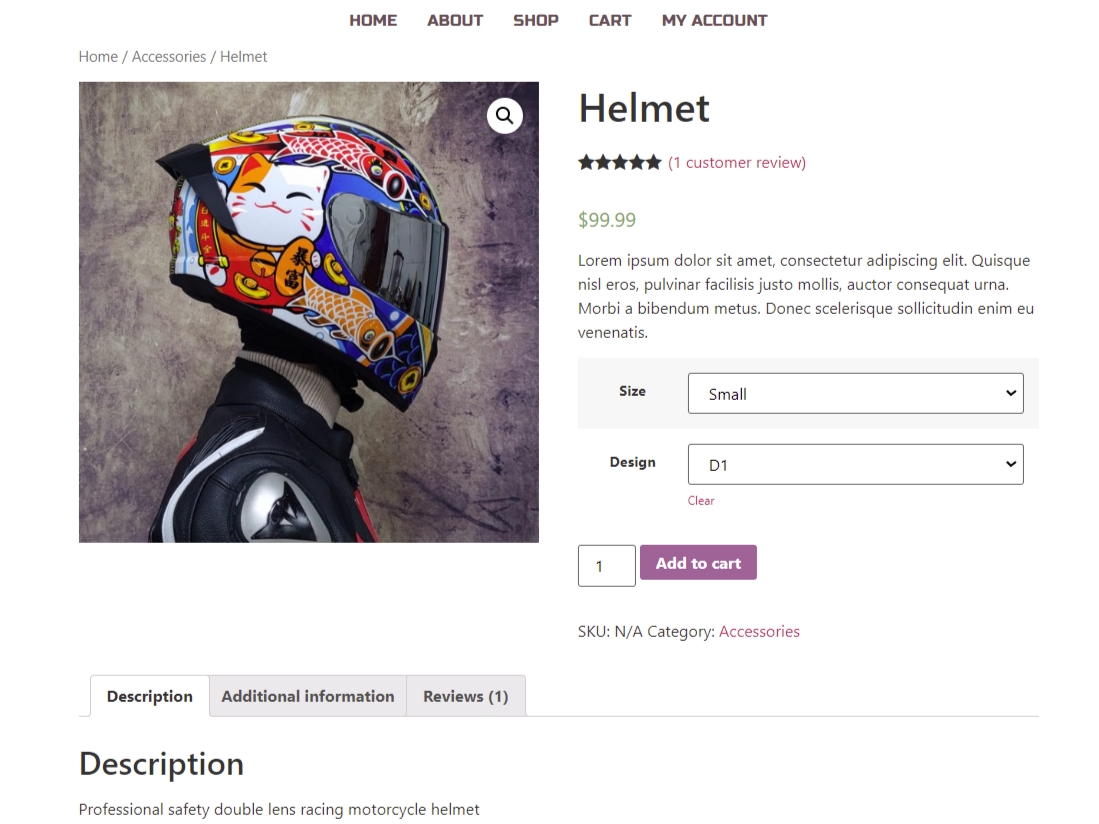 HOME ABOUT SHOP CART MY ACCOUNT
Home / Accessories / Helmet
Helmet
(1 customer review)
$99.99
Lorem ipsum dolor sit amet, consectetur adipiscing elit. Quisque
nisl eros, pulvinar facilisis justo mollis, auctor consequat urna.
Morbi a bibendum metus. Donec scelerisque sollicitudin enim eu
venenatis.
Size Small
Design D1
Clear
1 Add to cart
SKU: N/A Category: Accessories
暴富
Description Additional information Reviews (1)
Description
Professional safety double lens racing motorcycle helmet